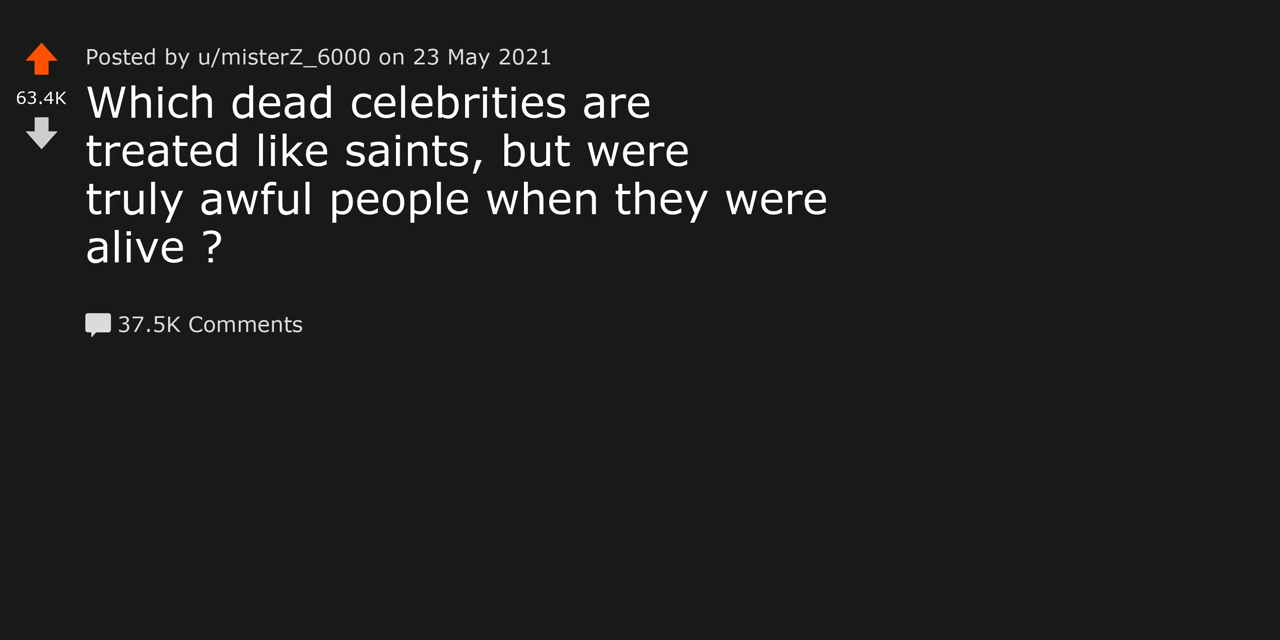 Posted by u/misterZ_6000 on 23 May 2021
63.4K
Which dead celebrities are
treated like saints, but were
truly awful people when they were
alive ?
37.5K Comments